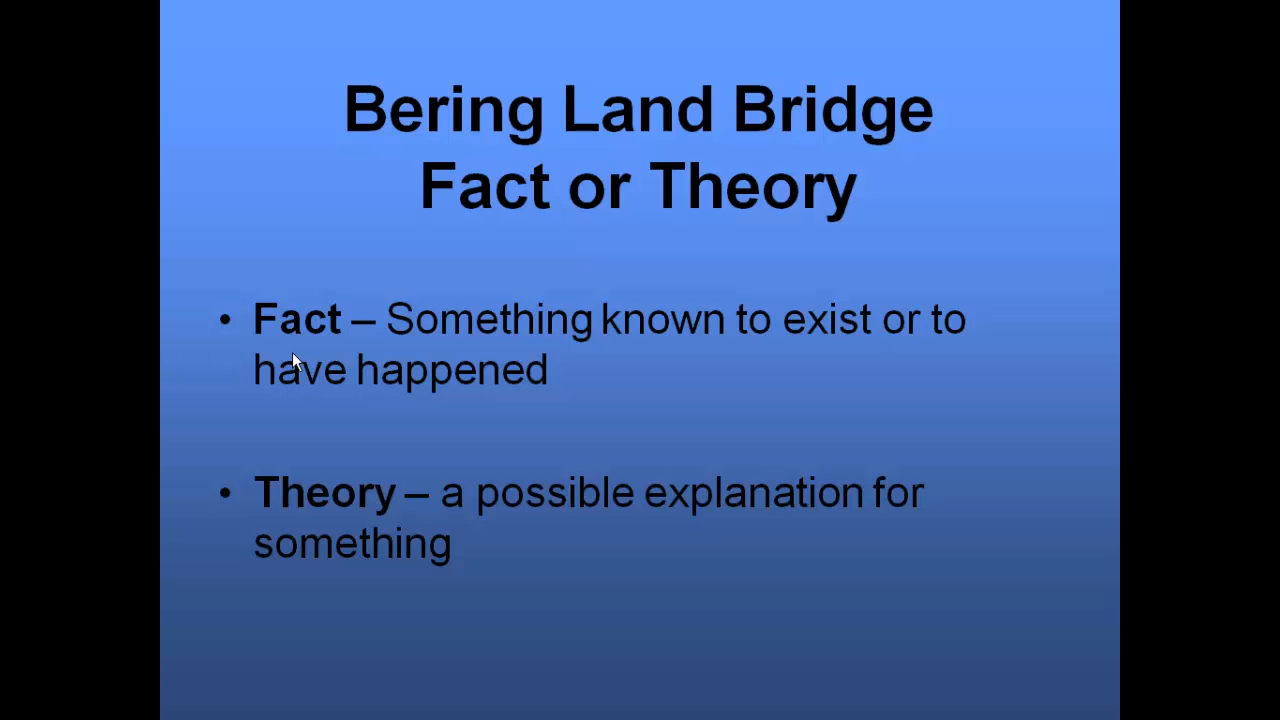 Bering Land Bridge
Fact or Theory
• Fact – Something known to exist or to
have happened
• Theory – a possible explanation for
something